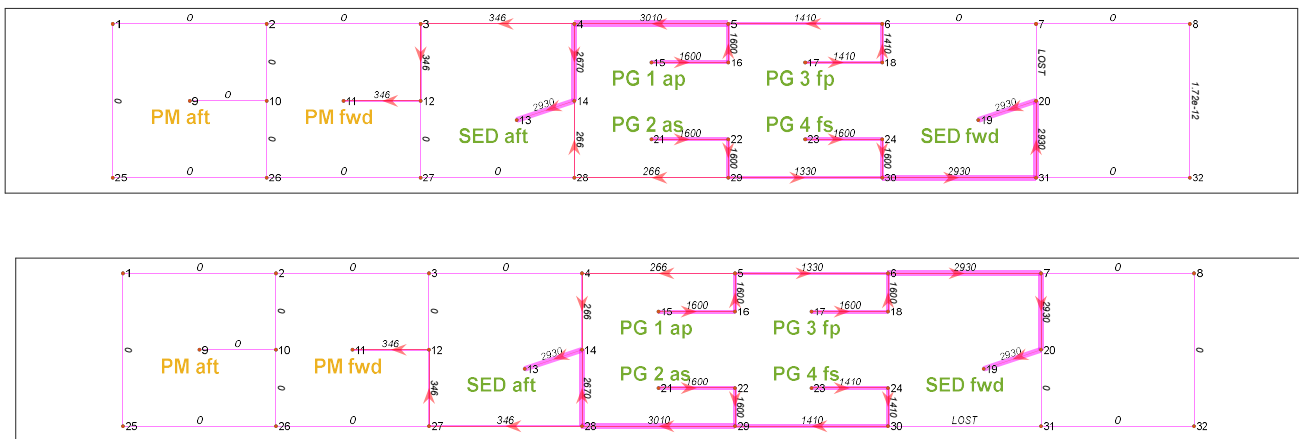 0 0 346 3010 1410 0 0
1 2 3 4 5 6 7 8
346 2670 1600 1410 LOST
0
15 1600 16 17 1410 18
PG 1 ap PG 3 fp
0 9 0 10 11 346 12 2930 14 2930 20 1.72e-12
PM aft PM fwd 13 19
PG 2 as PG 4 fs
SED aft SED fwd
21 1600 22 23 1600 24
0 0 266 1600 1600 2930
0 0 0 266 1330 2930 0
25 26 27 28 29 30 31 32
0 0 0 266 1330 2930 0
1 2 3 4 5 6 7 8
0 0 266 1600 1600 2930
15 1600 16 17 1600 18
PG 1 ap PG 3 fp
0 9 0 10 11 346 12 2930 14 2930 20 0
PM aft PM fwd 13 19
PG 2 as PG 4 fs
SED aft SED fwd
21 1600 22 23 1410 24
0 346 2670 1600 1410 0
0 0 346 3010 1410 LOST 0
25 26 27 28 29 30 31 32